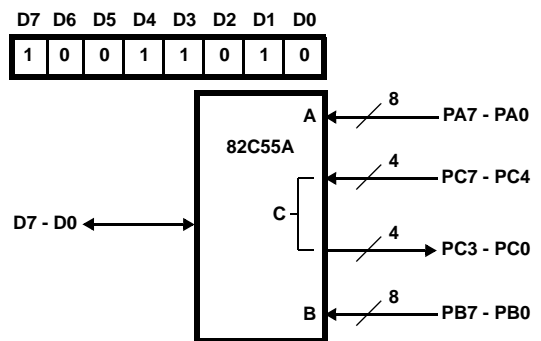 D7 D6 D5 D4 D3 D2 D1 D0
1 0 0 1 1 0 1 0
A 8 PA7 - PA0
82C55A
4 PC7 - PC4
C
D7 - D0
4 PC3 - PC0
B 8 PB7 - PB0